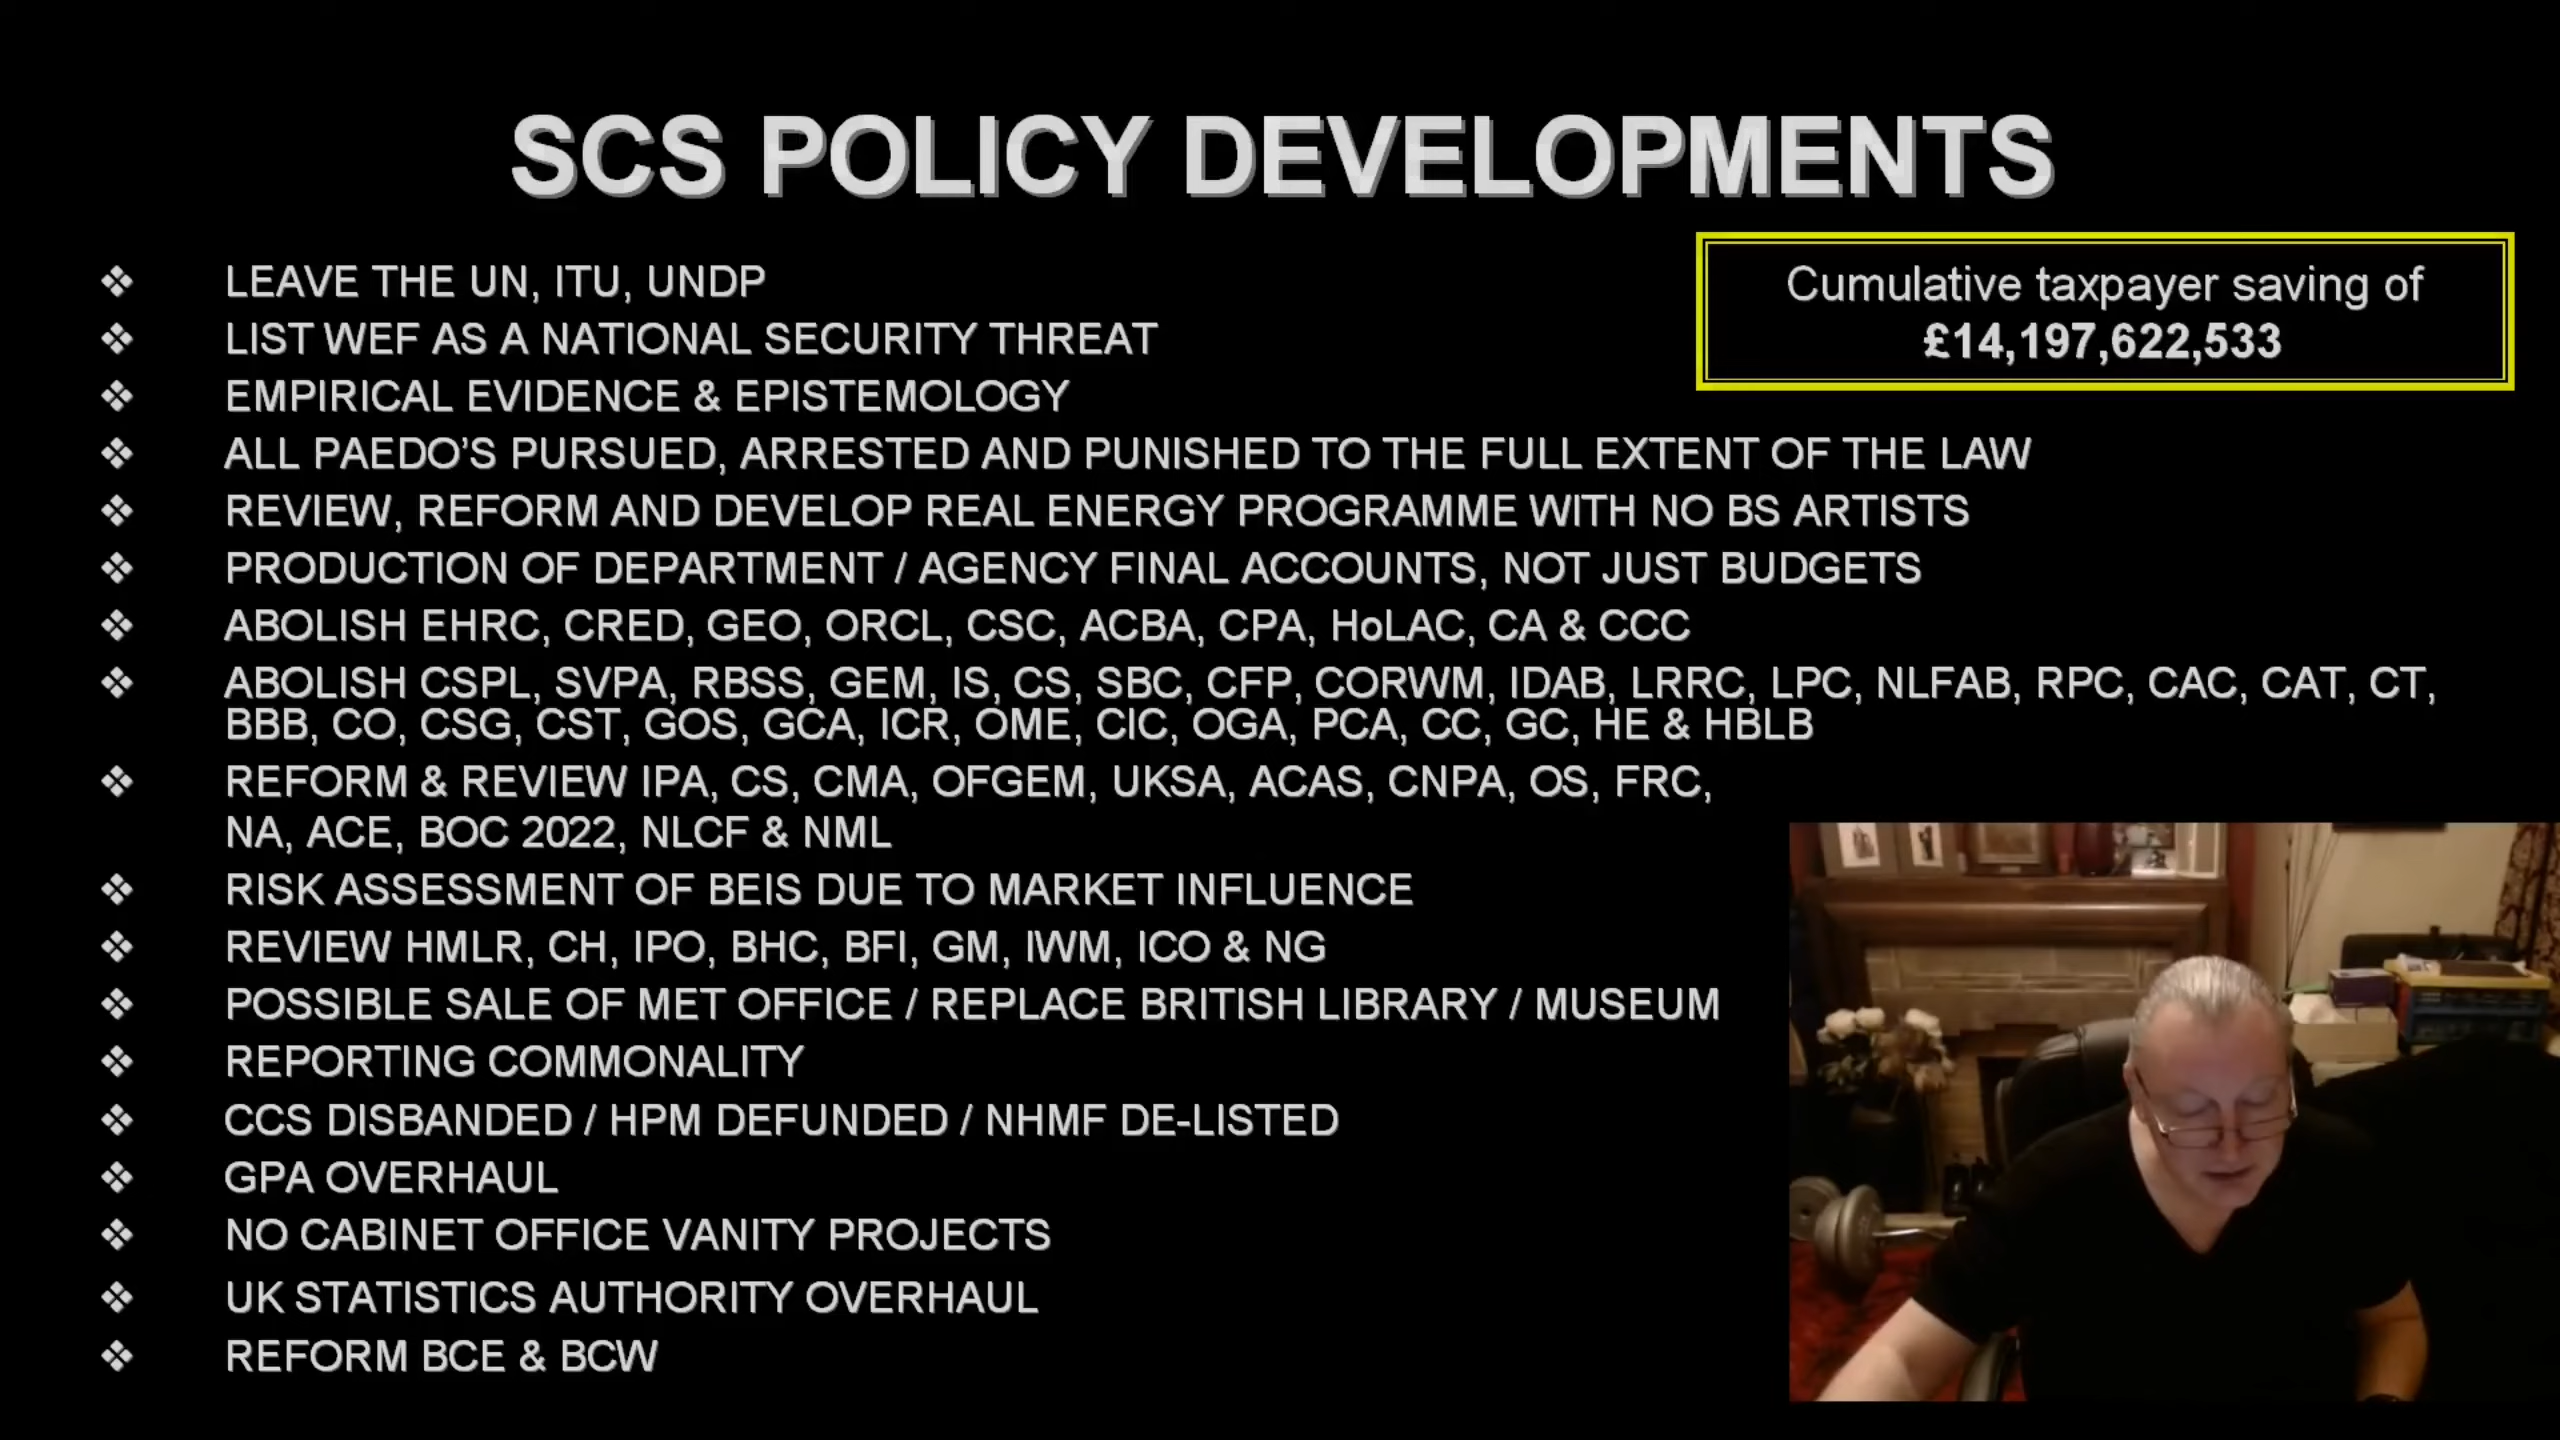 SCS POLICY DEVELOPMENTS
Cumulative taxpayer saving of
£14,197,622,533
❖ LEAVE THE UN, ITU, UNDP
❖ LIST WEF AS A NATIONAL SECURITY THREAT
❖ EMPIRICAL EVIDENCE & EPISTEMOLOGY
❖ ALL PAEDO’S PURSUED, ARRESTED AND PUNISHED TO THE FULL EXTENT OF THE LAW
❖ REVIEW, REFORM AND DEVELOP REAL ENERGY PROGRAMME WITH NO BS ARTISTS
❖ PRODUCTION OF DEPARTMENT / AGENCY FINAL ACCOUNTS, NOT JUST BUDGETS
❖ ABOLISH EHRC, CRED, GEO, ORCL, CSC, ACBA, CPA, HoLAC, CA & CCC
❖ ABOLISH CSPL, SVPA, RBSS, GEM, IS, CS, SBC, CFP, CORWM, IDAB, LRRC, LPC, NLFAB, RPC, CAC, CAT, CT,
BBB, CO, CSG, CST, GOS, GCA, ICR, OME, CIC, OGA, PCA, CC, GC, HE & HBLB
❖ REFORM & REVIEW IPA, CS, CMA, OFGEM, UKSA, ACAS, CNPA, OS, FRC,
NA, ACE, BOC 2022, NLCF & NML
❖ RISK ASSESSMENT OF BEIS DUE TO MARKET INFLUENCE
❖ REVIEW HMLR, CH, IPO, BHC, BFI, GM, IWM, ICO & NG
❖ POSSIBLE SALE OF MET OFFICE / REPLACE BRITISH LIBRARY / MUSEUM
❖ REPORTING COMMONALITY
❖ CCS DISBANDED / HPM DEFUNDED / NHMF DE-LISTED
❖ GPA OVERHAUL
❖ NO CABINET OFFICE VANITY PROJECTS
❖ UK STATISTICS AUTHORITY OVERHAUL
❖ REFORM BCE & BCW